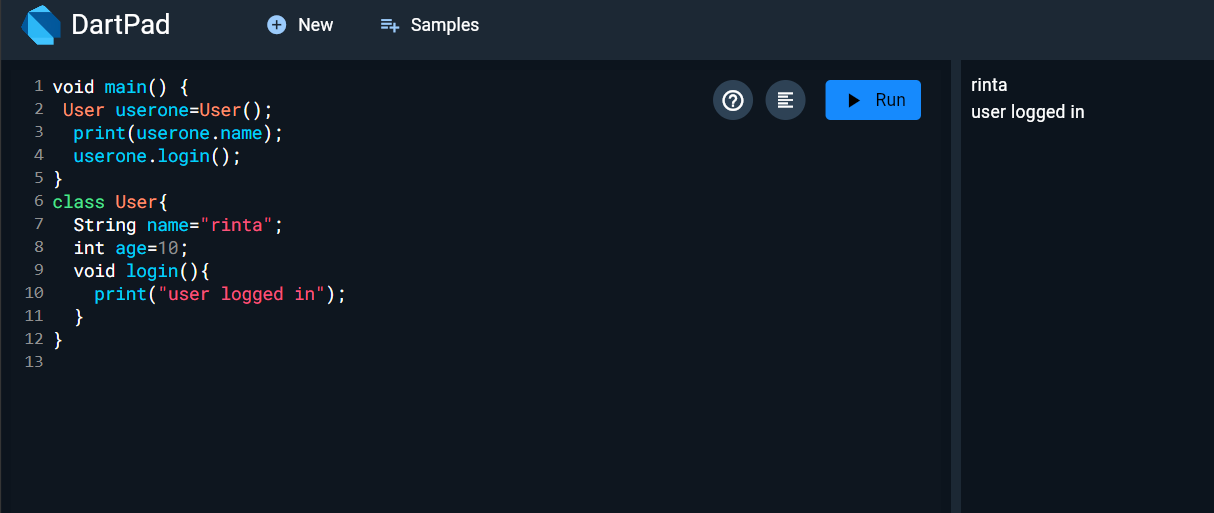 DartPad
New
Samples
1 void main() {
2 User userone=User();
3 print(userone.name);
4 userone.login();
5 }
6 class User{
7 String name="rinta";
8 int age=10;
9 void login(){
10 print("user logged in");
11 }
12 }
13
Run
rinta
user logged in